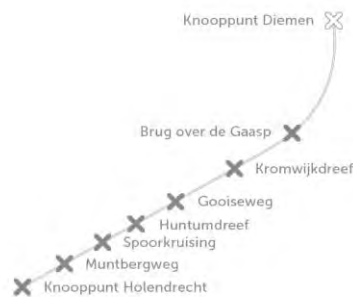 Knooppunt Diemen
Brug over de Gaasp
Kromwijkdreef
Gooiseweg
Huntumdreef
Spoorkruising
Muntbergweg
Knooppunt Holendrecht